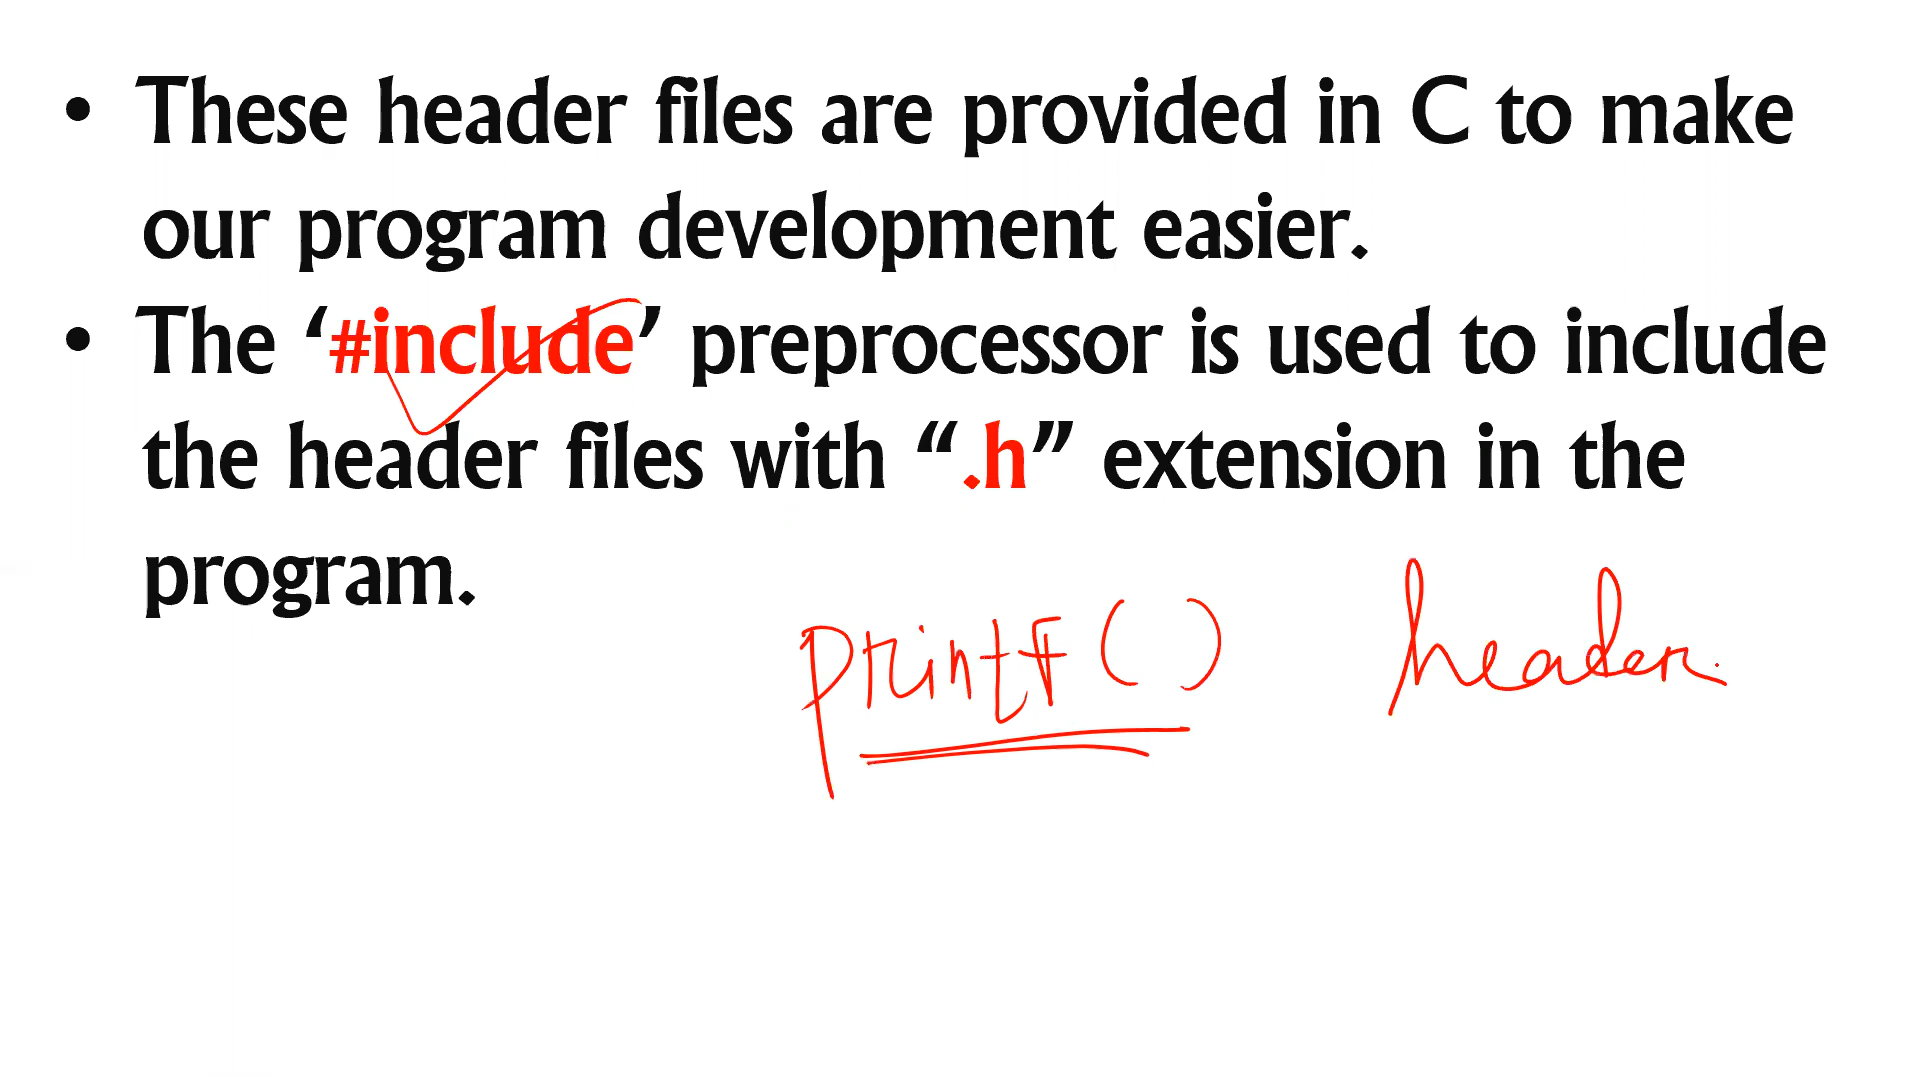 • These header files are provided in C to make
our program development easier.
• The ‘#include’ preprocessor is used to include
the header files with “.h” extension in the
program.
printf() header